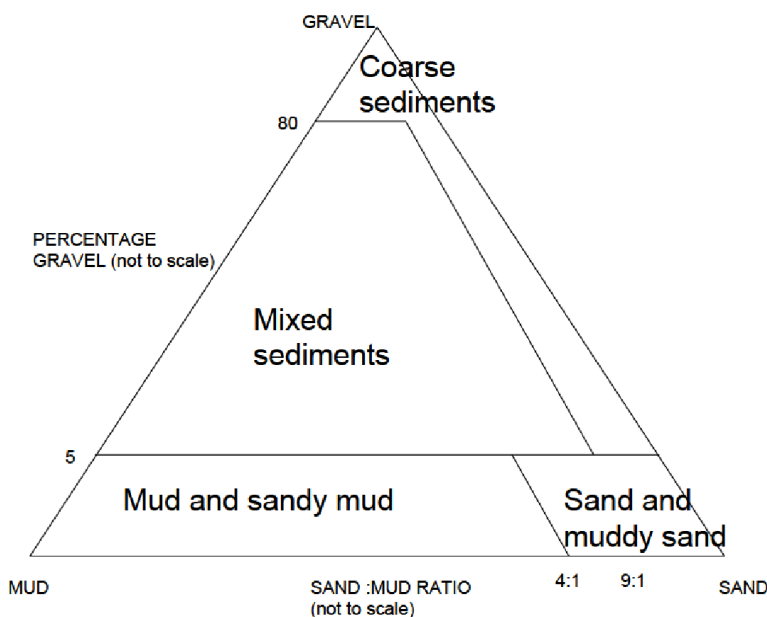 GRAVEL
Coarse
sediments
80
PERCENTAGE
GRAVEL (not to scale)
Mixed
sediments
5
Mud and sandy mud
Sand and
muddy sand
MUD
SAND :MUD RATIO
(not to scale)
4:1
9:1
SAND